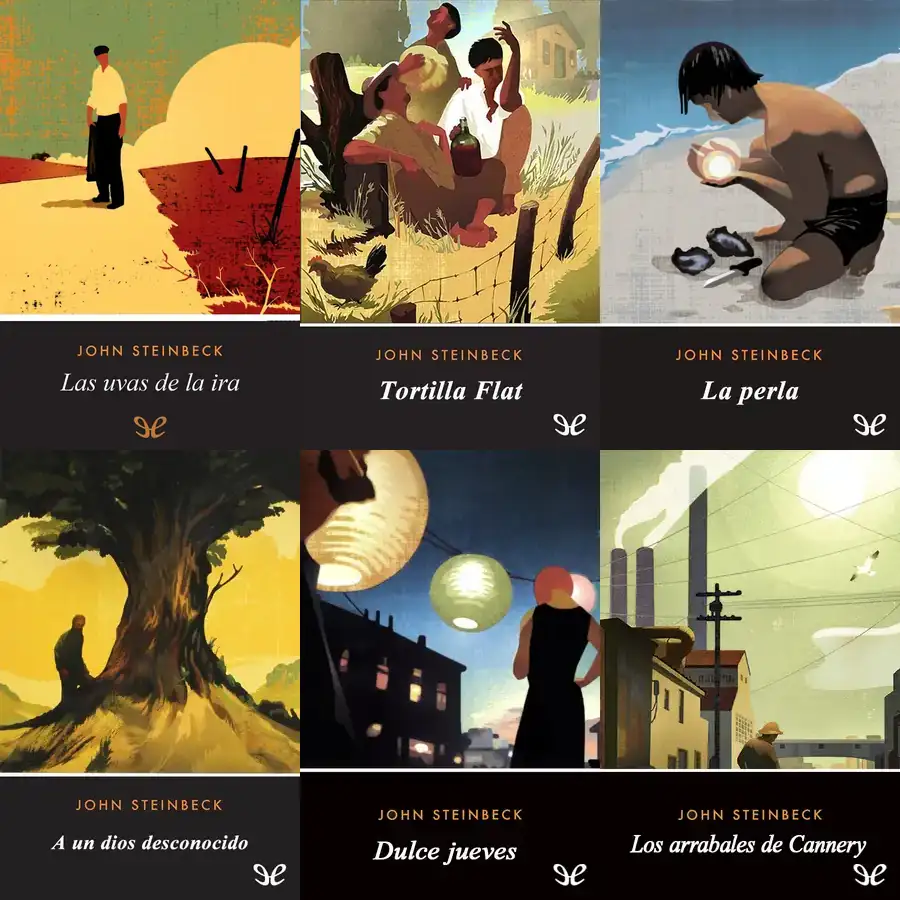 JOHN STEINBECK
Las uvas de la ira
JOHN STEINBECK
Tortilla Flat
JOHN STEINBECK
La perla
JOHN STEINBECK
A un dios desconocido
JOHN STEINBECK
Dulce jueves
JOHN STEINBECK
Los arrabales de Cannery